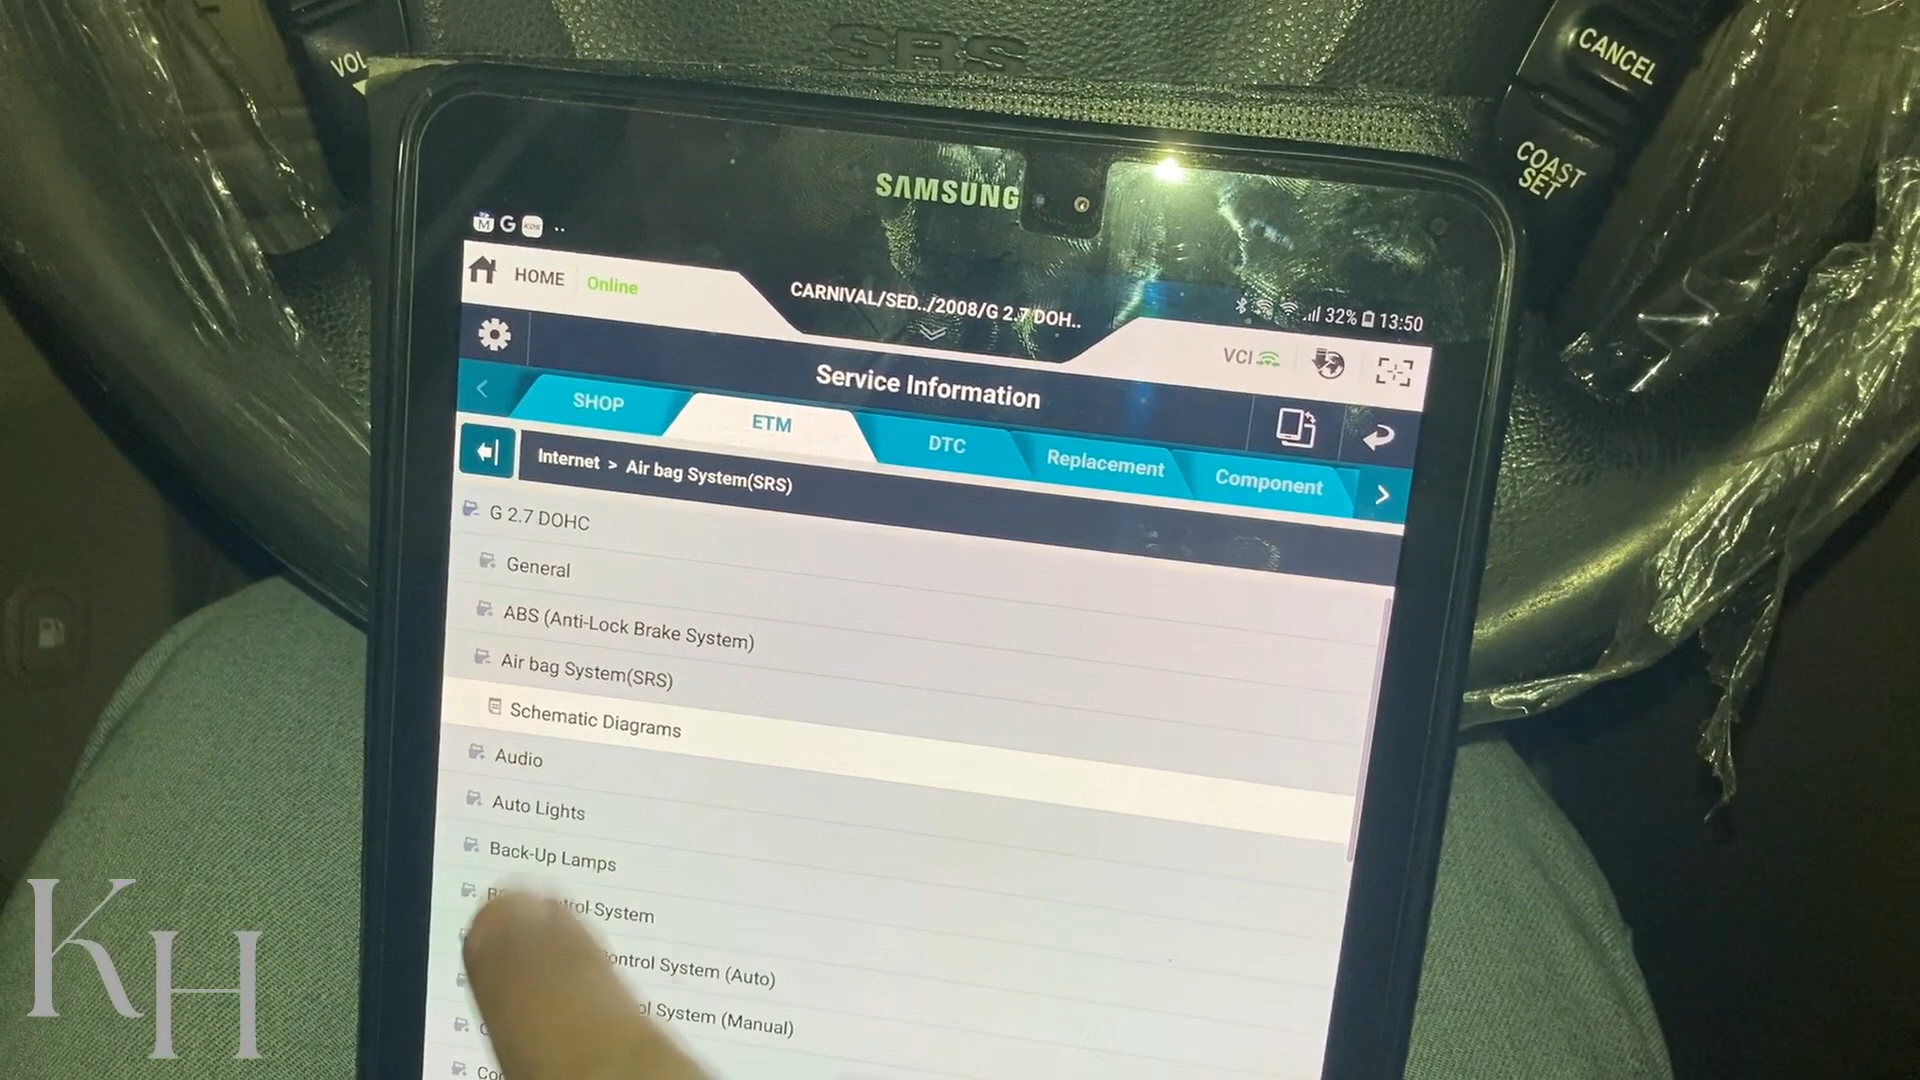 SRS
VOL
CANCEL
COAST
SET
SAMSUNG
M G KDS ..
32% 13:50
HOME Online
CARNIVAL/SED../2008/G 2.7 DOH..
VCI
Service Information
SHOP ETM DTC Replacement Component
Internet > Air bag System(SRS)
G 2.7 DOHC
General
ABS (Anti-Lock Brake System)
Air bag System(SRS)
Schematic Diagrams
Audio
Auto Lights
Back-Up Lamps
System
System (Auto)
System (Manual)
KH